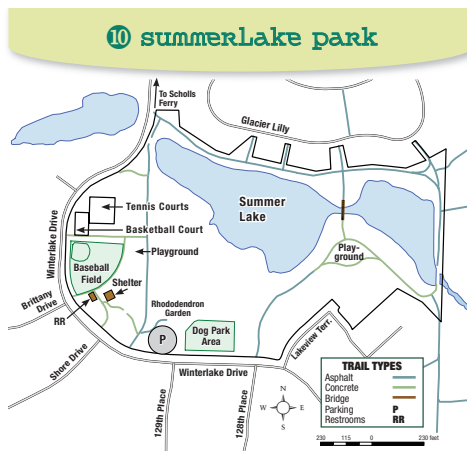 10 summerlake park
To Scholls
Ferry
Glacier Lilly
Tennis Courts
Basketball Court
Summer
Lake
Winterlake Drive
Playground
Play-
ground
Baseball
Field
Shelter
Brittany
Drive
RR
Rhododendron
Garden
P
Dog Park
Area
Lakeview Terr.
Shore Drive
Winterlake Drive
129th Place
128th Place
N
W E
S
TRAIL TYPES
Asphalt
Concrete
Bridge
Parking P
Restrooms RR
230 115 0 230 feet